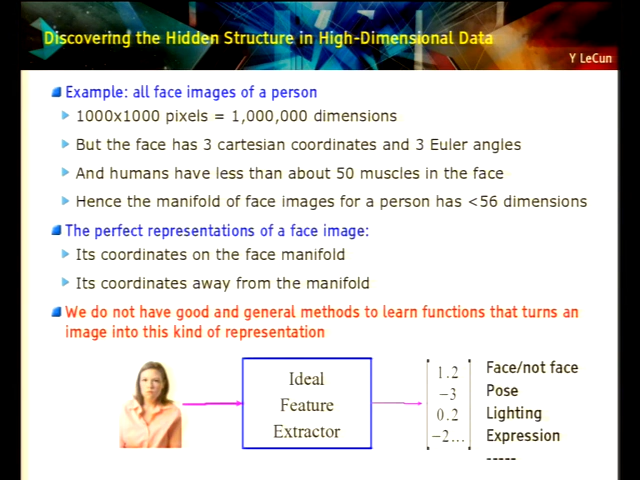 Discovering the Hidden Structure in High-Dimensional Data
Y LeCun
Example: all face images of a person
1000x1000 pixels = 1,000,000 dimensions
But the face has 3 cartesian coordinates and 3 Euler angles
And humans have less than about 50 muscles in the face
Hence the manifold of face images for a person has <56 dimensions
The perfect representations of a face image:
Its coordinates on the face manifold
Its coordinates away from the manifold
We do not have good and general methods to learn functions that turns an
image into this kind of representation
Ideal
Feature
Extractor
1.2
−3
0.2
−2...
Face/not face
Pose
Lighting
Expression
-----